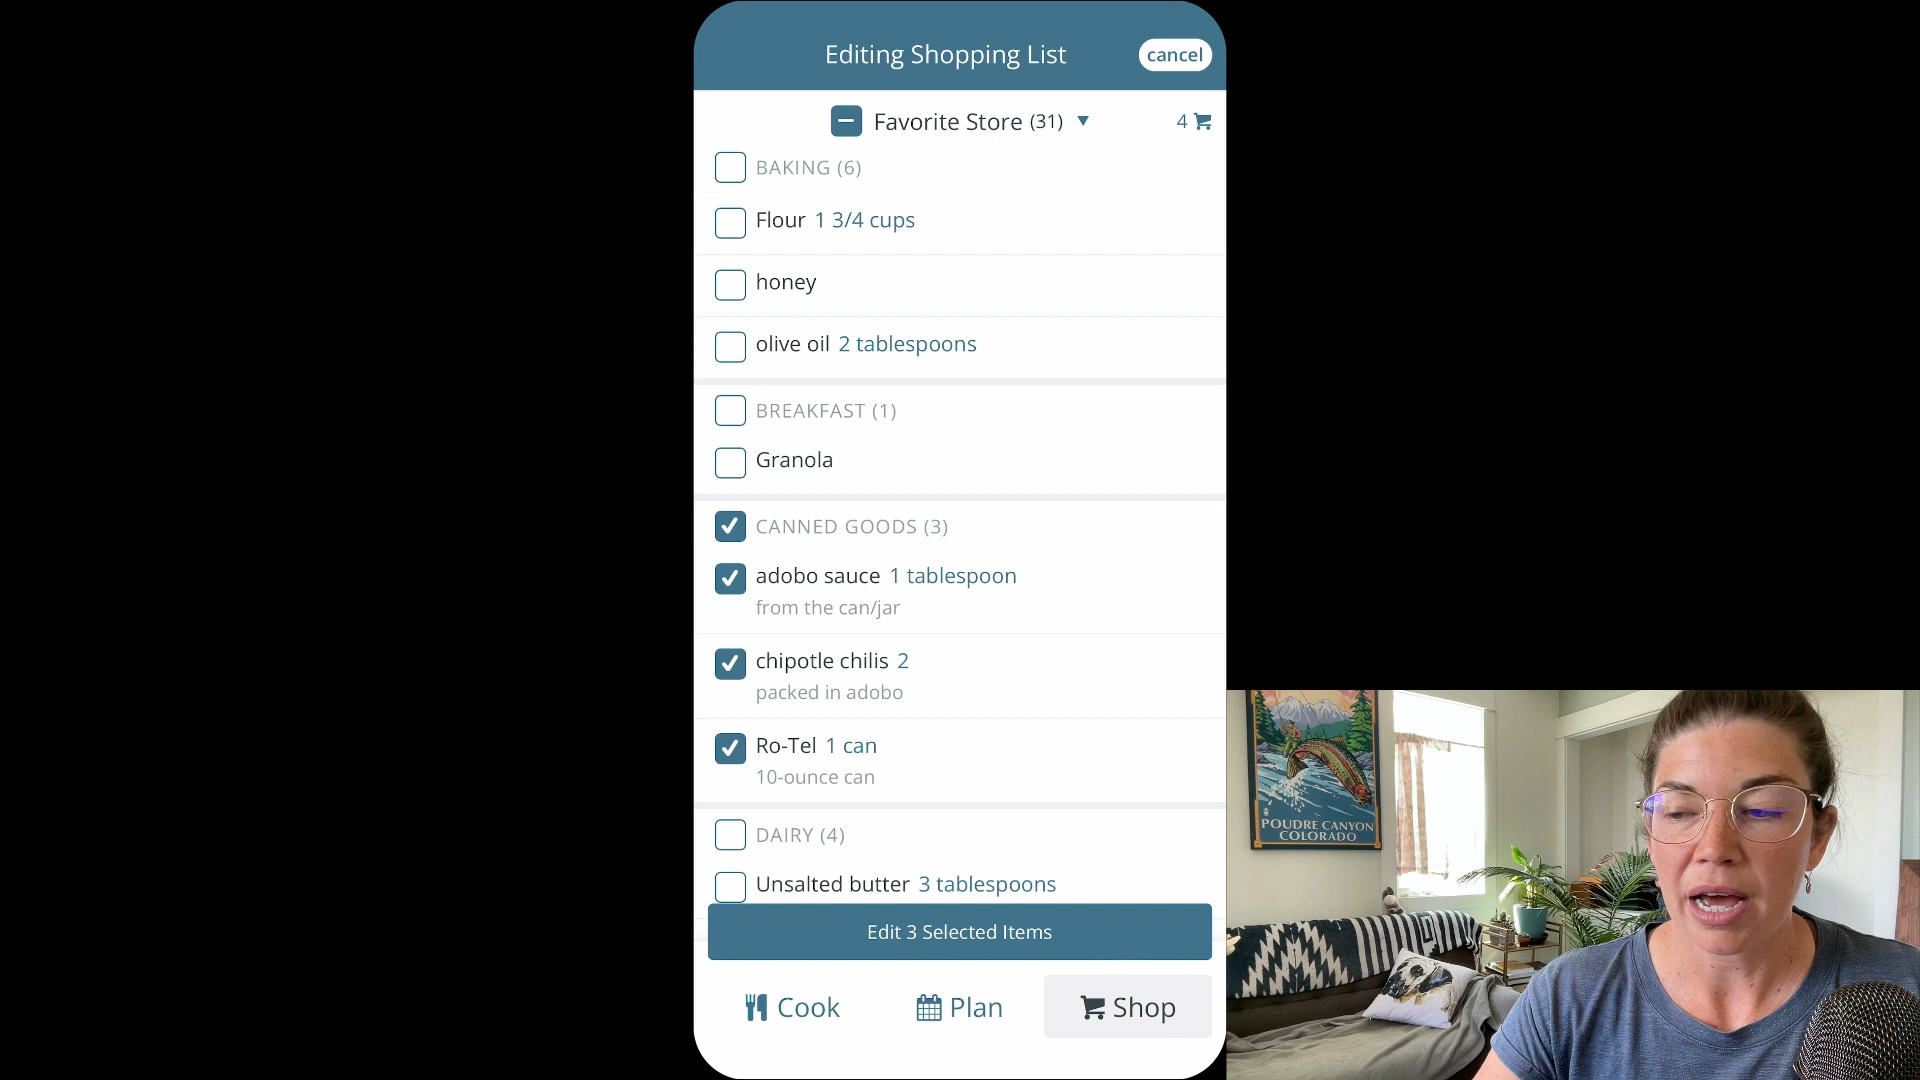 Editing Shopping List
cancel
Favorite Store (31)
4
BAKING (6)
Flour 1 3/4 cups
honey
olive oil 2 tablespoons
BREAKFAST (1)
Granola
CANNED GOODS (3)
adobo sauce 1 tablespoon
from the can/jar
chipotle chilis 2
packed in adobo
Ro-Tel 1 can
10-ounce can
DAIRY (4)
Unsalted butter 3 tablespoons
Edit 3 Selected Items
Cook
Plan
Shop
POUDRE CANYON
COLORADO